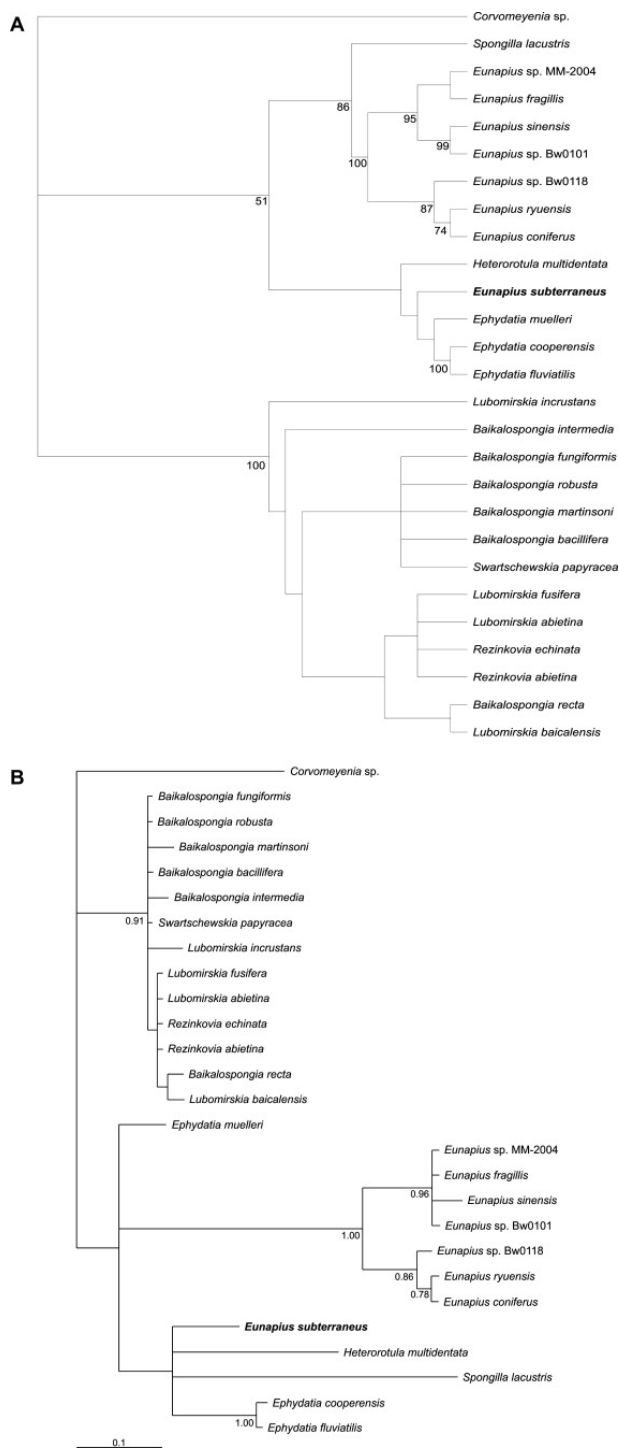 A
Corvomeyenia sp.
Spongilla lacustris
Eunapius sp. MM-2004
86
Eunapius fragillis
95
Eunapius sinensis
99
Eunapius sp. Bw0101
100
Eunapius sp. Bw0118
51
87
Eunapius ryuensis
74
Eunapius coniferus
Heterorotula multidentata
Eunapius subterraneus
Ephydatia muelleri
Ephydatia cooperensis
100
Ephydatia fluviatilis
Lubomirskia incrustans
Baikalospongia intermedia
100
Baikalospongia fungiformis
Baikalospongia robusta
Baikalospongia martinsoni
Baikalospongia bacillifera
Swartschewskia papyracea
Lubomirskia fusifera
Lubomirskia abietina
Rezinkovia echinata
Rezinkovia abietina
Baikalospongia recta
Lubomirskia baicalensis
B
Corvomeyenia sp.
Baikalospongia fungiformis
Baikalospongia robusta
Baikalospongia martinsoni
Baikalospongia bacillifera
Baikalospongia intermedia
0.91
Swartschewskia papyracea
Lubomirskia incrustans
Lubomirskia fusifera
Lubomirskia abietina
Rezinkovia echinata
Rezinkovia abietina
Baikalospongia recta
Lubomirskia baicalensis
Ephydatia muelleri
Eunapius sp. MM-2004
Eunapius fragillis
0.96
Eunapius sinensis
Eunapius sp. Bw0101
1.00
Eunapius sp. Bw0118
0.86
Eunapius ryuensis
0.78
Eunapius coniferus
Eunapius subterraneus
Heterorotula multidentata
Spongilla lacustris
Ephydatia cooperensis
1.00
Ephydatia fluviatilis
0.1